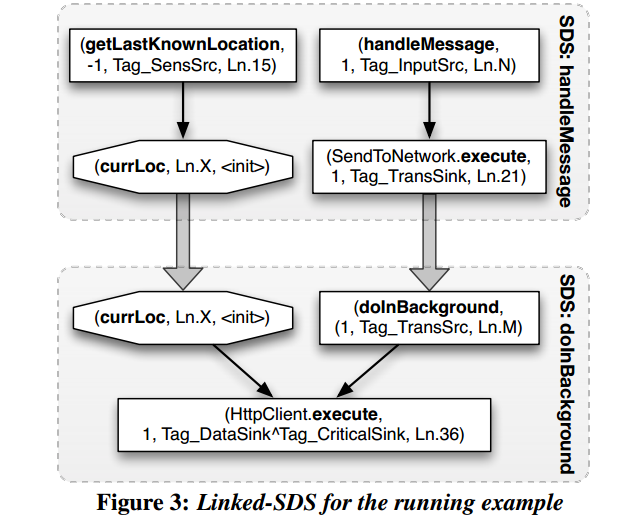 (getLastKnownLocation,
-1, Tag_SensSrc, Ln.15)
(handleMessage,
1, Tag_InputSrc, Ln.N)
(currLoc, Ln.X, <init>)
(SendToNetwork.execute,
1, Tag_TransSink, Ln.21)
SDS: handleMessage
(currLoc, Ln.X, <init>)
(doInBackground,
(1, Tag_TransSrc, Ln.M)
(HttpClient.execute,
1, Tag_DataSink^Tag_CriticalSink, Ln.36)
SDS: doInBackground
Figure 3: Linked-SDS for the running example